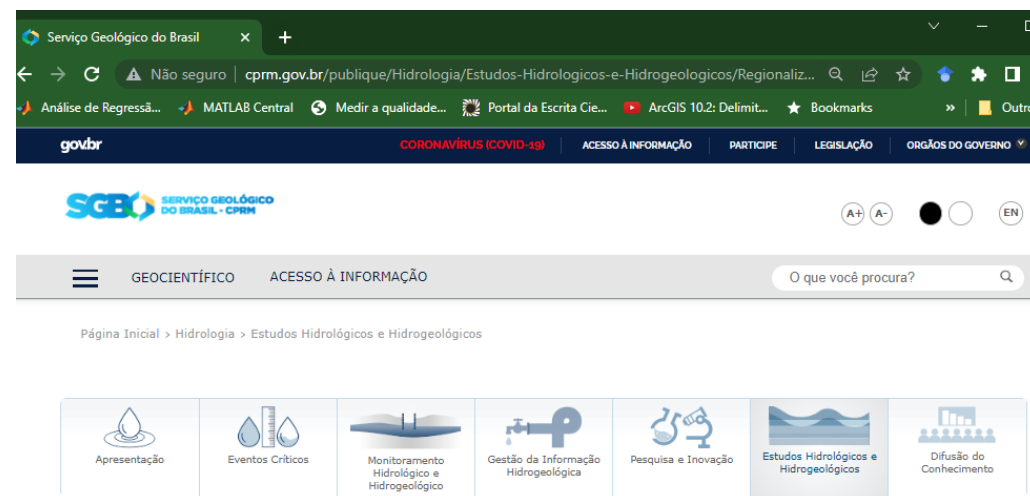 Serviço Geológico do Brasil
Não seguro cprm.gov.br/publique/Hidrologia/Estudos-Hidrologicos-e-Hidrogeologicos/Regionaliz...
Análise de Regressã... MATLAB Central Medir a qualidade... Portal da Escrita Cie... ArcGIS 10.2: Delimit... Bookmarks » Outro
govbr CORONAVÍRUS (COVID-19) ACESSO À INFORMAÇÃO PARTICIPE LEGISLAÇÃO ORGÃOS DO GOVERNO
SGB SERVIÇO GEOLÓGICO
DO BRASIL - CPRM
A+ A- EN
GEOCIENTÍFICO ACESSO À INFORMAÇÃO O que você procura?
Página Inicial > Hidrologia > Estudos Hidrológicos e Hidrogeológicos
Apresentação
Eventos Críticos
Monitoramento
Hidrológico e
Hidrogeológico
Gestão da Informação
Hidrogeológica
Pesquisa e Inovação
Estudos Hidrológicos e
Hidrogeológicos
Difusão do
Conhecimento